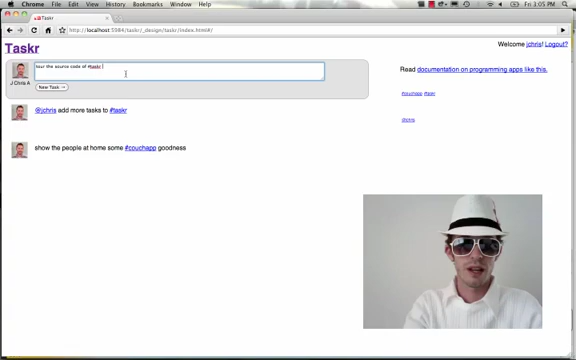 Chrome File Edit View History Bookmarks Window Help
Fri 1:05 PM
Taskr
http://localhost:5984/taskr/_design/taskr/index.html#/
Taskr
Welcome jchris! Logout?
tour the source code of #taskr
J Chris A
New Task →
Read documentation on programming apps like this.
#couchapp #taskr
@jchris
@jchris add more tasks to #taskr
show the people at home some #couchapp goodness